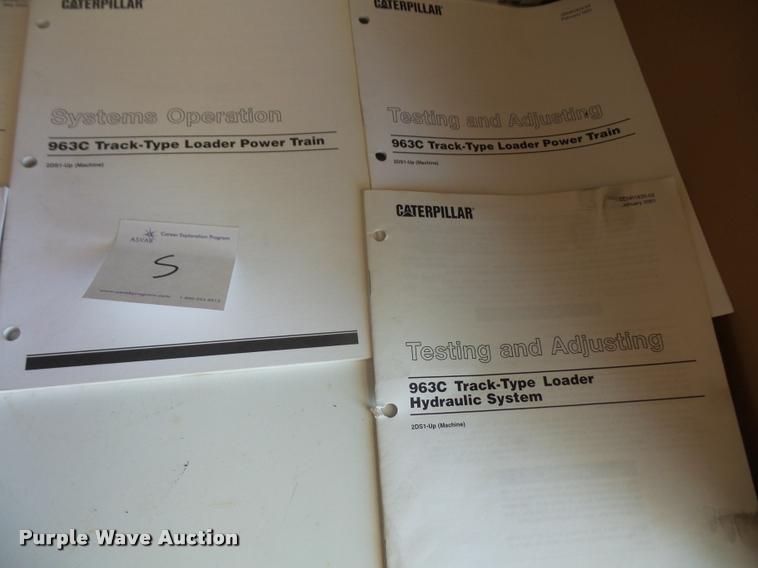 CATERPILLAR
Systems Operation
963C Track-Type Loader Power Train
2DS1-Up (Machine)
ASVAB
Career Exploration Program
S
CATERPILLAR
February 2001
Testing and Adjusting
963C Track-Type Loader Power Train
2DS1-Up (Machine)
CATERPILLAR
January 2001
Testing and Adjusting
963C Track-Type Loader
Hydraulic System
2DS1-Up (Machine)
Purple Wave Auction